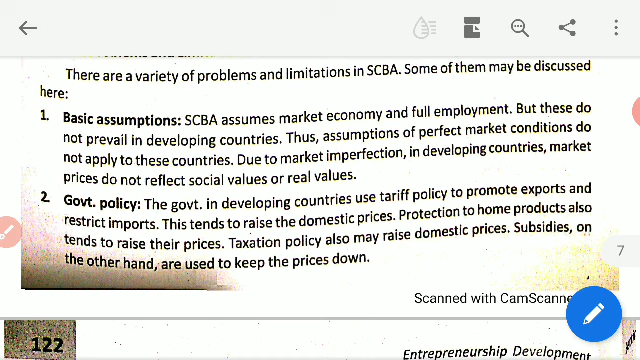 There are a variety of problems and limitations in SCBA. Some of them may be discussed
here:
1. Basic assumptions: SCBA assumes market economy and full employment. But these do
not prevail in developing countries. Thus, assumptions of perfect market conditions do
not apply to these countries. Due to market imperfection, in developing countries, market
prices do not reflect social values or real values.
2. Govt. policy: The govt. in developing countries use tariff policy to promote exports and
restrict imports. This tends to raise the domestic prices. Protection to home products also
tends to raise their prices. Taxation policy also may raise domestic prices. Subsidies, on
the other hand, are used to keep the prices down.
7
Scanned with
122
Entrepreneurship Development